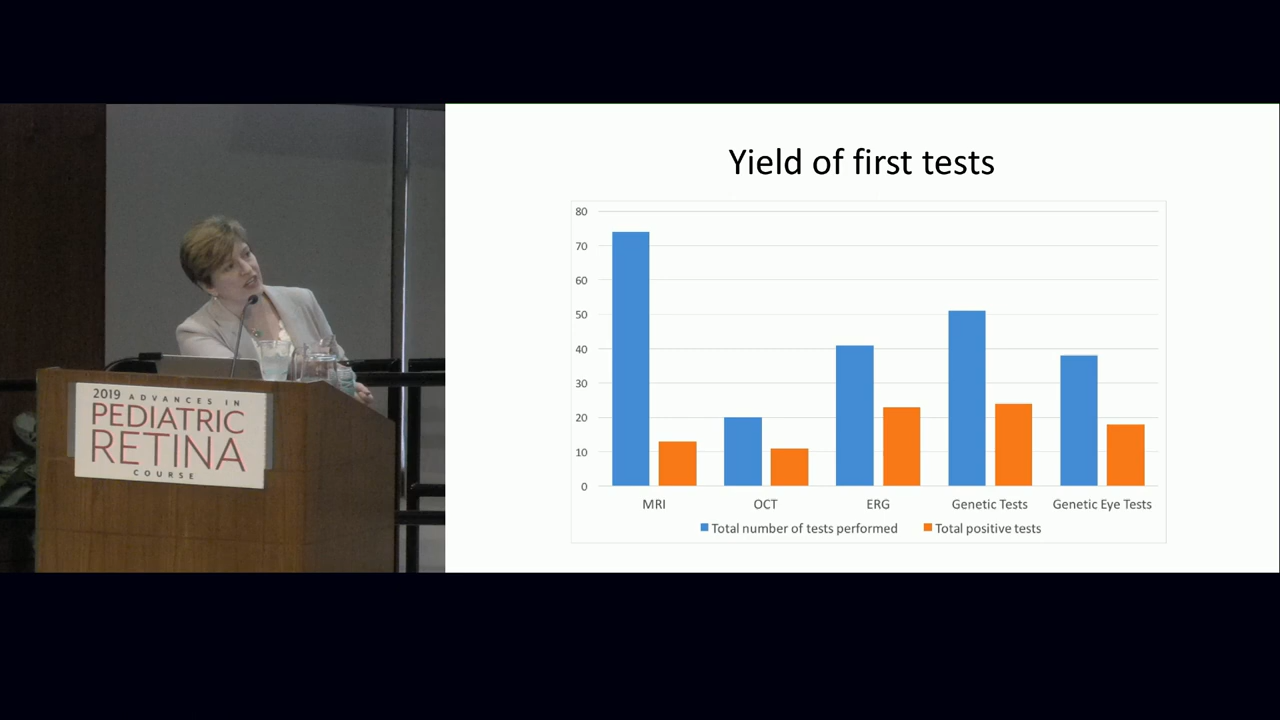 2019 ADVANCES IN
PEDIATRIC
RETINA
COURSE
Yield of first tests
80
70
60
50
40
30
20
10
0
MRI OCT ERG Genetic Tests Genetic Eye Tests
Total number of tests performed Total positive tests